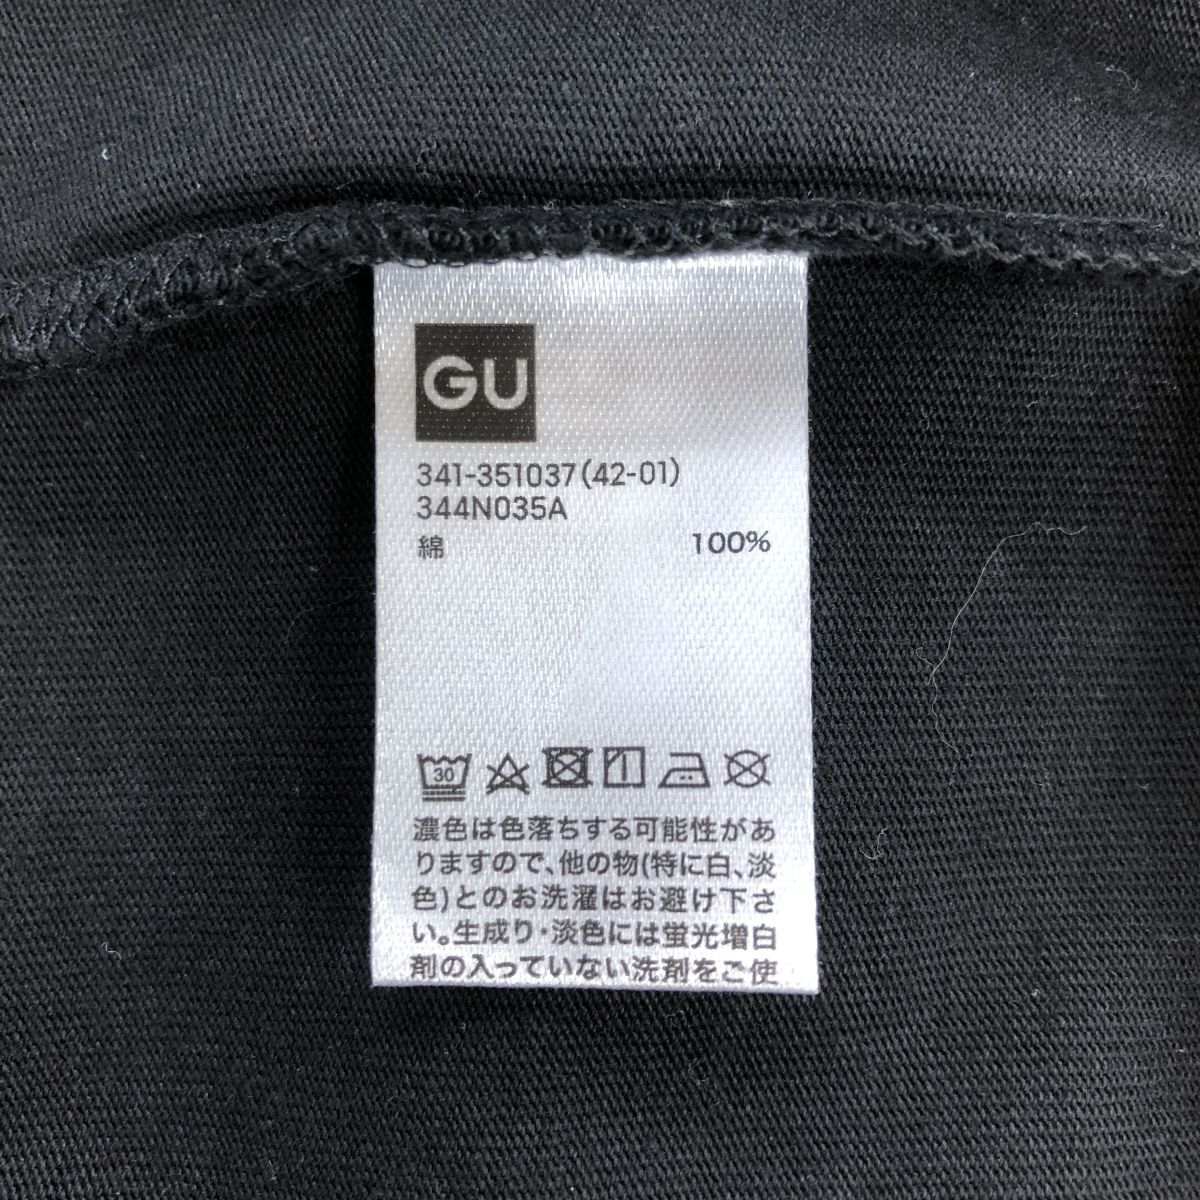 GU
341-351037(42-01)
344N035A
綿 100%
30
濃色は色落ちする可能性があ
りますので、他の物(特に白、淡
色)とのお洗濯はお避け下さ
い。生成り・淡色には蛍光増白
剤の入っていない洗剤をご使